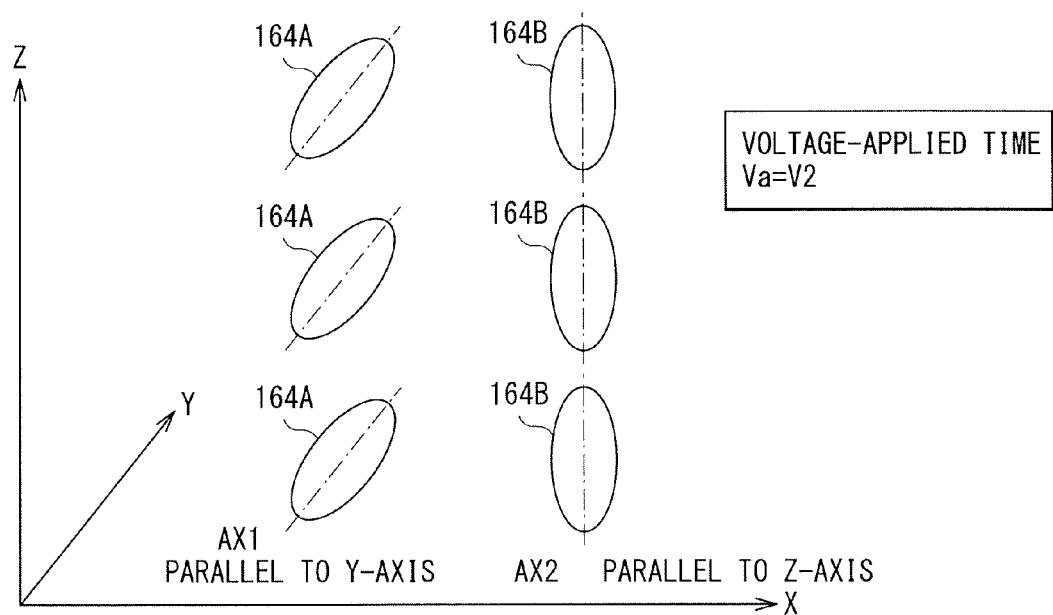 164A
164B
Z
VOLTAGE-APPLIED TIME
Va=V2
164A
164B
164A
164B
Y
AX1
PARALLEL TO Y-AXIS
AX2 PARALLEL TO Z-AXIS
X